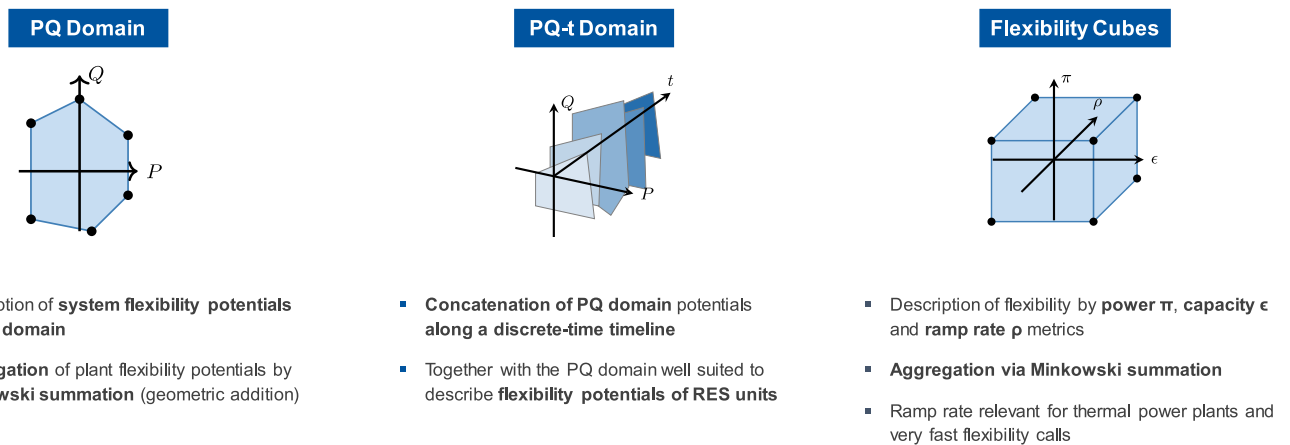 PQ Domain
Q
P
ption of system flexibility potentials
domain
gation of plant flexibility potentials by
wski summation (geometric addition)
PQ-t Domain
t
Q
P
Concatenation of PQ domain potentials
along a discrete-time timeline
Together with the PQ domain well suited to
describe flexibility potentials of RES units
Flexibility Cubes
π
ρ
ϵ
Description of flexibility by power π, capacity ϵ
and ramp rate ρ metrics
Aggregation via Minkowski summation
Ramp rate relevant for thermal power plants and
very fast flexibility calls